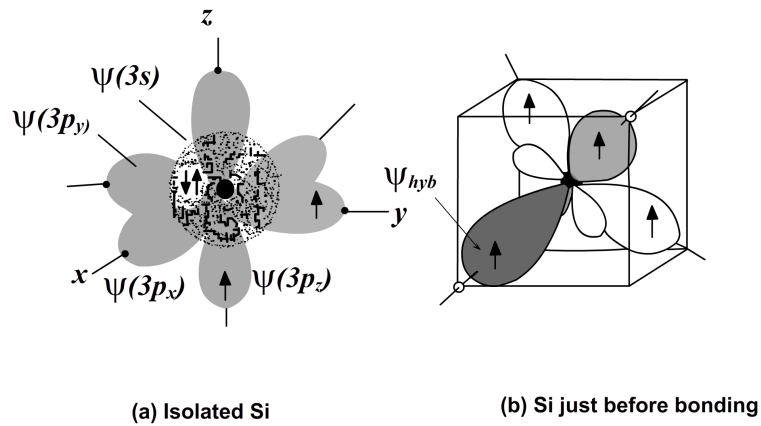 z
ψ(3s)
ψ(3p_y)
y
x
ψ(3p_x)
ψ(3p_z)
ψ_hyb
(a) Isolated Si
(b) Si just before bonding